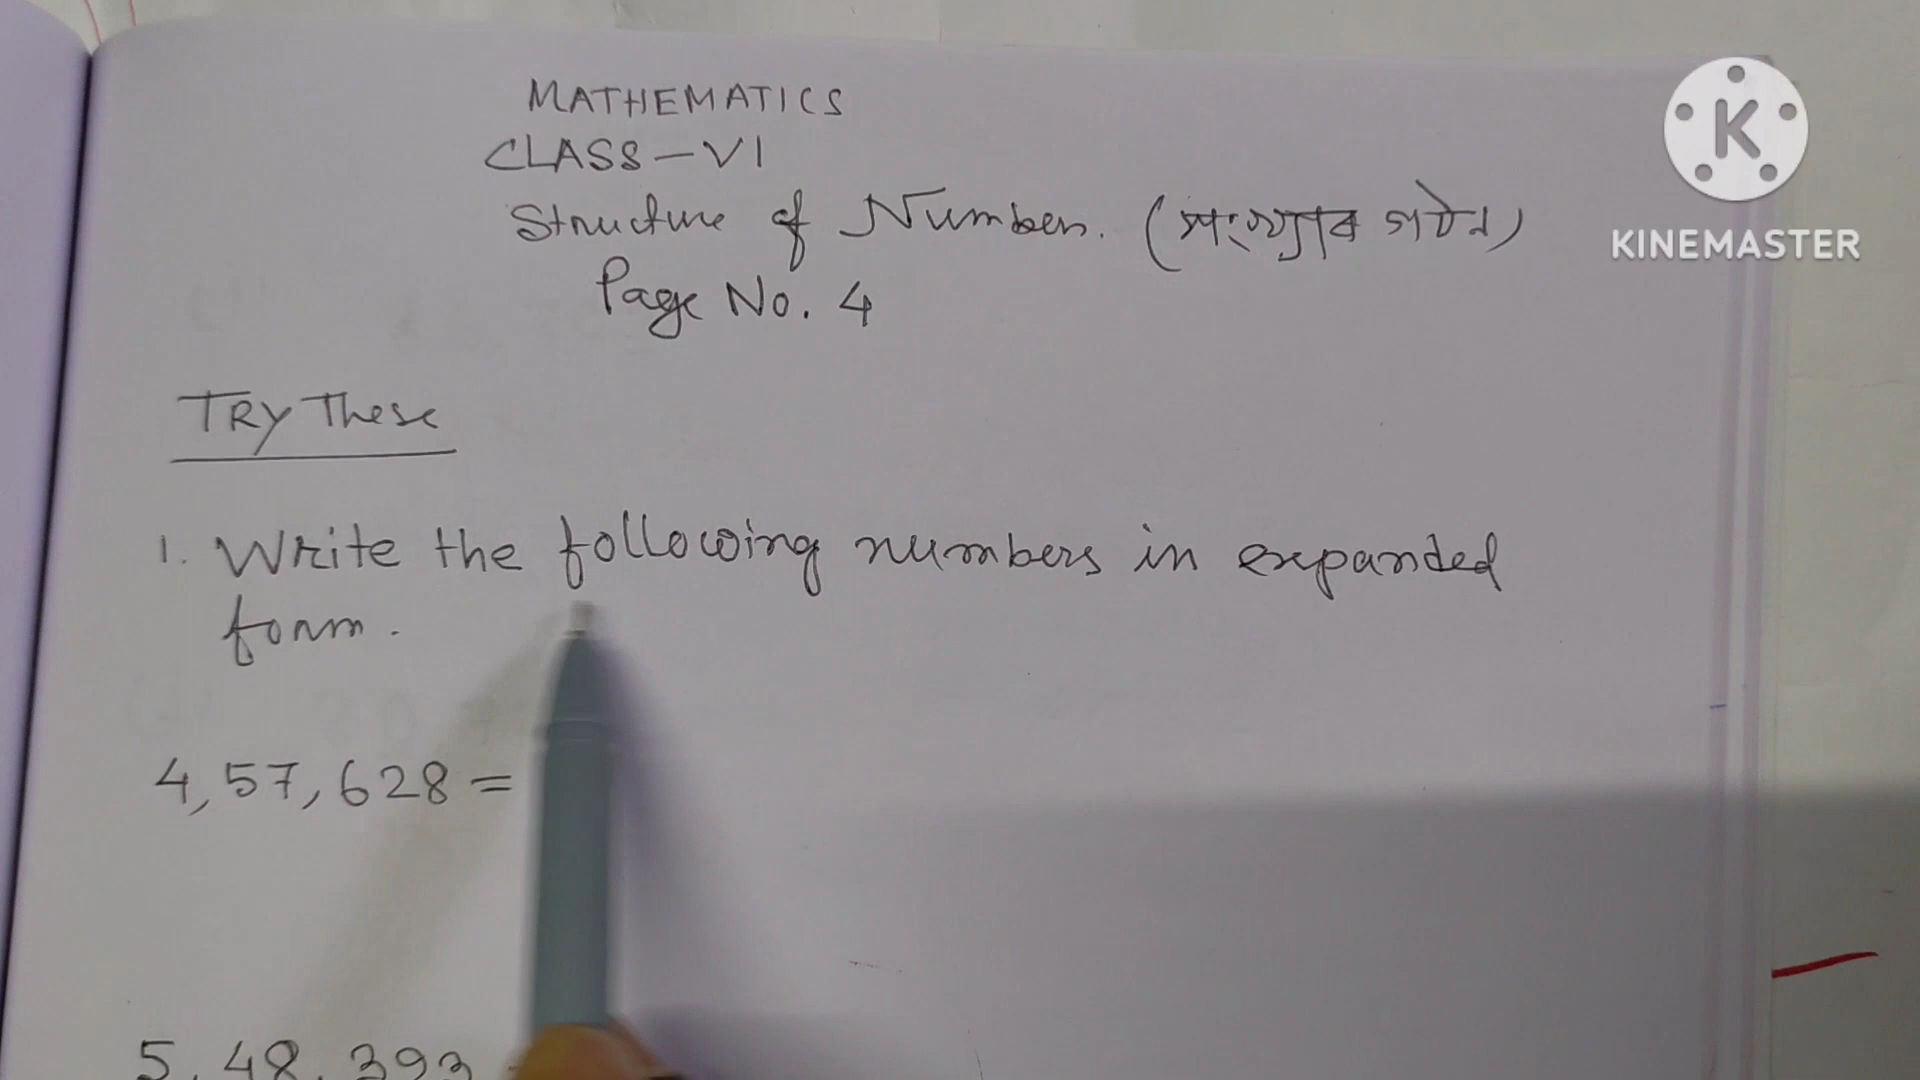 MATHEMATICS
CLASS-VI
Structure of Number. (সংখ্যাৰ গঠন)
Page No. 4
K
KINEMASTER
TRY These
1. Write the following numbers in expanded
form.
4,57,628 =
5,48,393